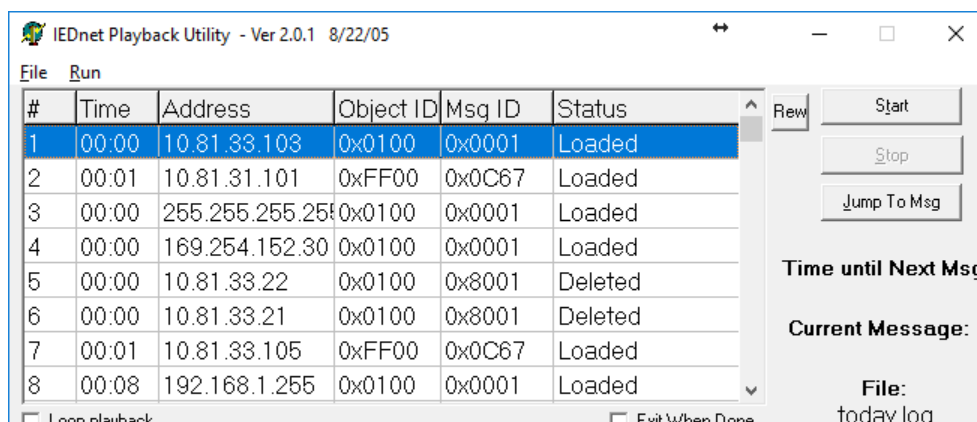 IEDnet Playback Utility - Ver 2.0.1 8/22/05
File Run
# Time Address Object ID Msg ID Status
1 00:00 10.81.33.103 0x0100 0x0001 Loaded
2 00:01 10.81.31.101 0xFF00 0x0C67 Loaded
3 00:00 255.255.255.255 0x0100 0x0001 Loaded
4 00:00 169.254.152.30 0x0100 0x0001 Loaded
5 00:00 10.81.33.22 0x0100 0x8001 Deleted
6 00:00 10.81.33.21 0x0100 0x8001 Deleted
7 00:01 10.81.33.105 0xFF00 0x0C67 Loaded
8 00:08 192.168.1.255 0x0100 0x0001 Loaded
Rew
Start
Stop
Jump To Msg
Time until Next Msg
Current Message:
File:
today.log
Loop playback
Exit When Done